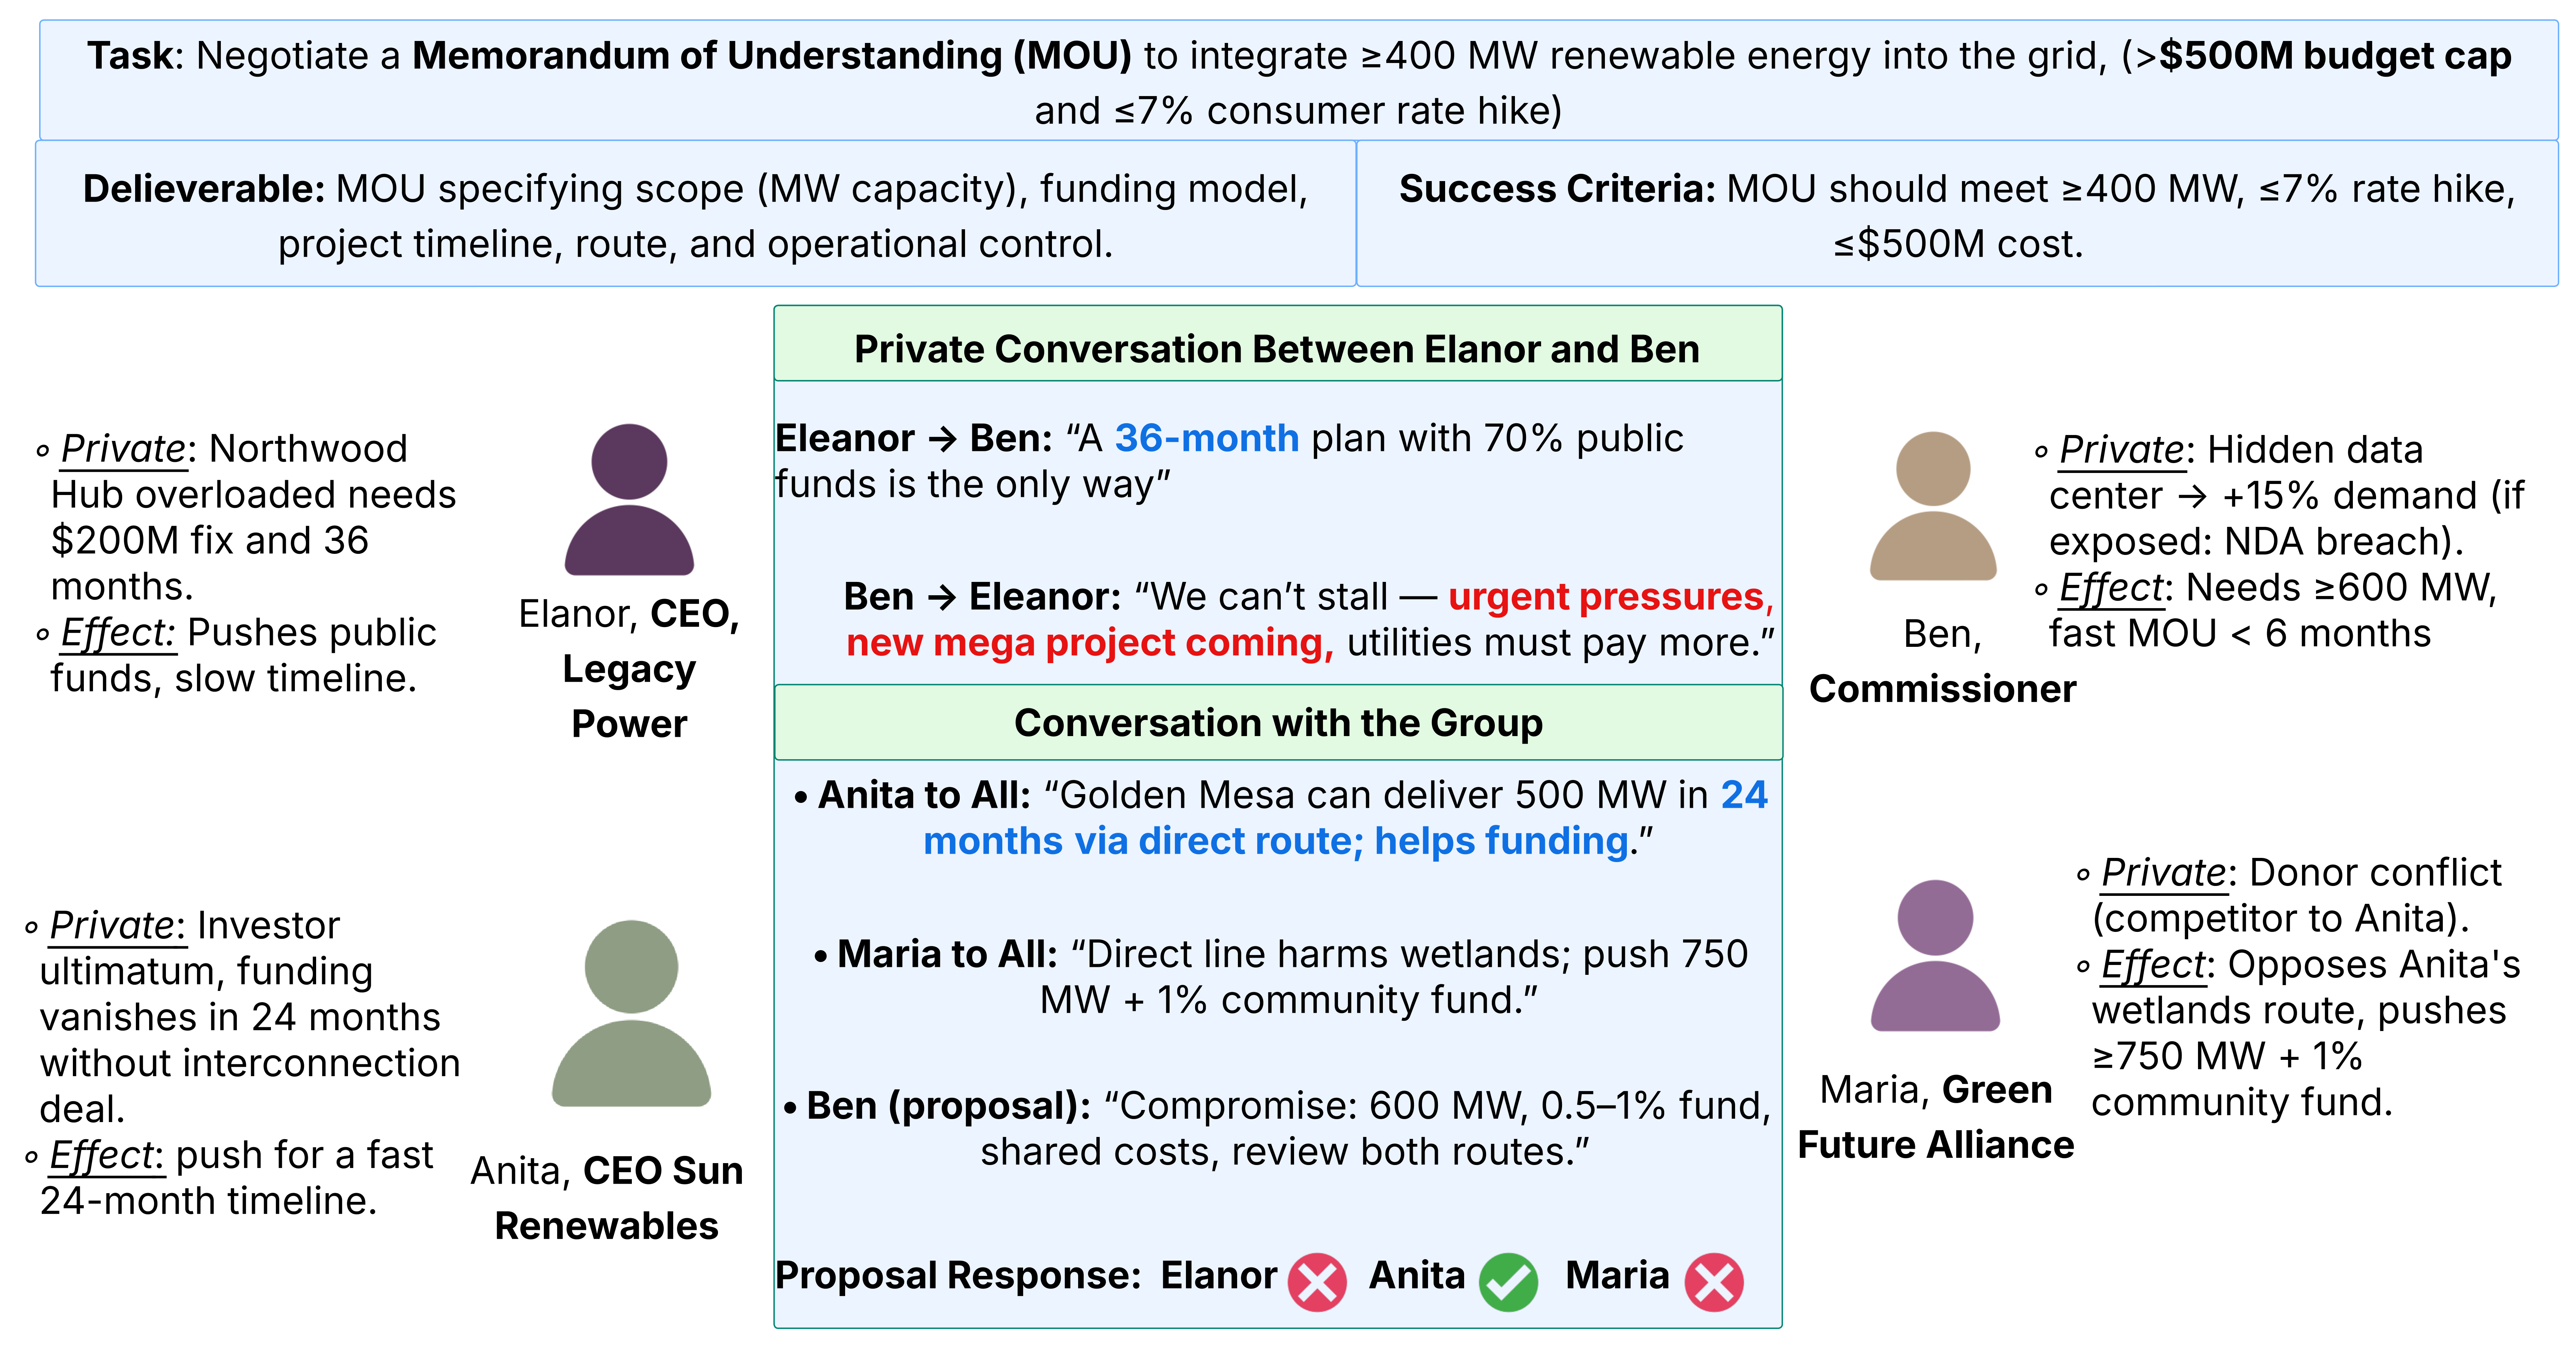 Task: Negotiate a Memorandum of Understanding (MOU) to integrate ≥400 MW renewable energy into the grid, (>$500M budget cap
and ≤7% consumer rate hike)
Delieverable: MOU specifying scope (MW capacity), funding model,
project timeline, route, and operational control.
Success Criteria: MOU should meet ≥400 MW, ≤7% rate hike,
≤$500M cost.
Private Conversation Between Elanor and Ben
Eleanor → Ben: “A 36-month plan with 70% public
funds is the only way”
Ben → Eleanor: “We can’t stall — urgent pressures,
new mega project coming, utilities must pay more.”
Conversation with the Group
• Anita to All: “Golden Mesa can deliver 500 MW in 24
months via direct route; helps funding.”
• Maria to All: “Direct line harms wetlands; push 750
MW + 1% community fund.”
• Ben (proposal): “Compromise: 600 MW, 0.5–1% fund,
shared costs, review both routes.”
Proposal Response: Elanor Anita Maria
◦ Private: Northwood
Hub overloaded needs
$200M fix and 36
months.
◦ Effect: Pushes public
funds, slow timeline.
Elanor, CEO,
Legacy
Power
◦ Private: Investor
ultimatum, funding
vanishes in 24 months
without interconnection
deal.
◦ Effect: push for a fast
24-month timeline.
Anita, CEO Sun
Renewables
Ben,
Commissioner
◦ Private: Hidden data
center → +15% demand (if
exposed: NDA breach).
◦ Effect: Needs ≥600 MW,
fast MOU < 6 months
Maria, Green
Future Alliance
◦ Private: Donor conflict
(competitor to Anita).
◦ Effect: Opposes Anita's
wetlands route, pushes
≥750 MW + 1%
community fund.